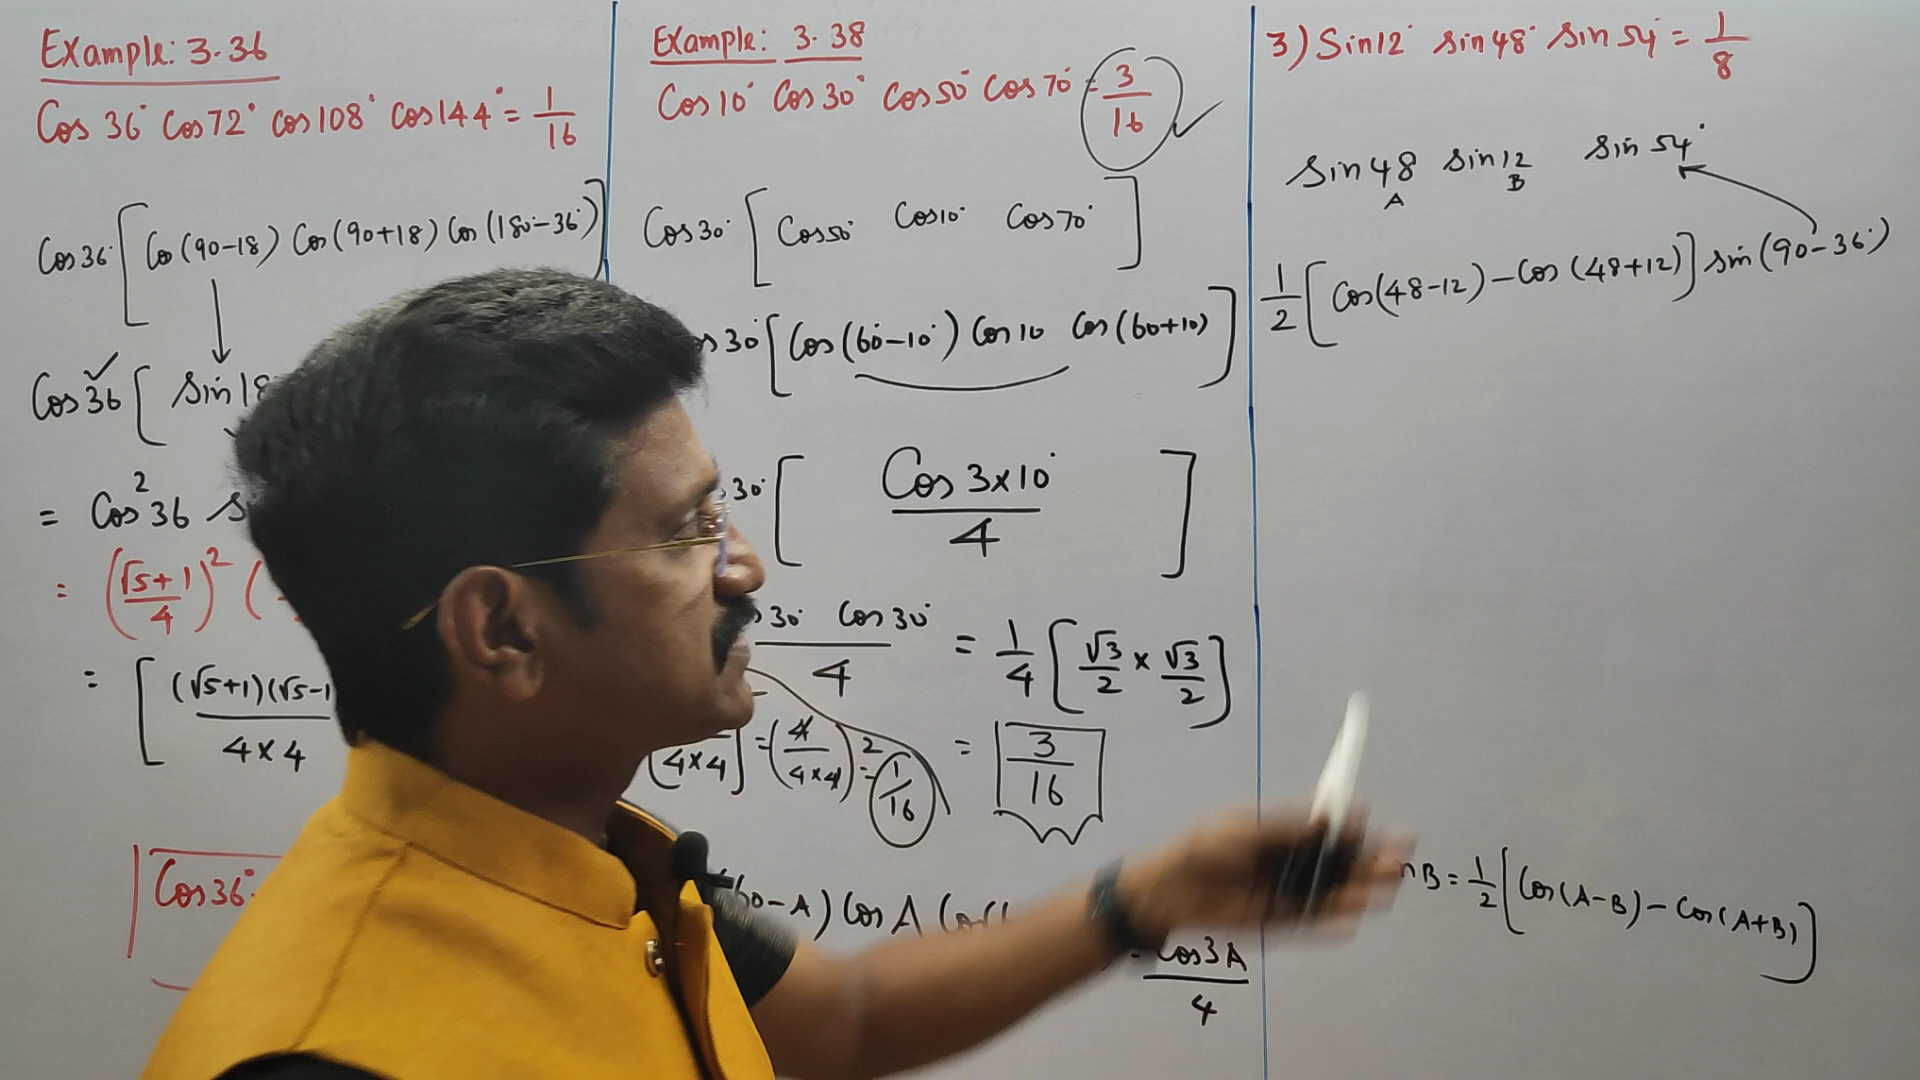 Example: 3.36
Cos 36° Cos 72° cos 108° cos 144° = 1/16
Cos 36° [ Cos (90-18) Cos (90+18) Cos (180°-36°) ]
Cos 36 [ Sin 18
= Cos² 36
= (√5+1/4)² (
= [ (√5+1)(√5-1
4×4
Cos 36°
Example: 3.38
Cos 10° Cos 30° Cos 50° Cos 70° = 3/16
Cos 30° [ Cos 50° Cos 10° Cos 70° ]
30 [ Cos (60°-10°) Cos 10 Cos (60+10) ]
30° [ Cos 3×10° / 4 ]
30° Cos 30° / 4 = 1/4 [ √3/2 × √3/2 ]
4×4 ] = (4/4×4)² = 1/16
= 3/16
60-A) Cos A Cos (
Cos 3A / 4
3) Sin 12° sin 48° sin 54° = 1/8
Sin 48 sin 12 sin 54°
A B
1/2 [ Cos (48-12) - Cos (48+12) ] sin (90-36°)
B = 1/2 [ Cos (A-B) - Cos (A+B) ]